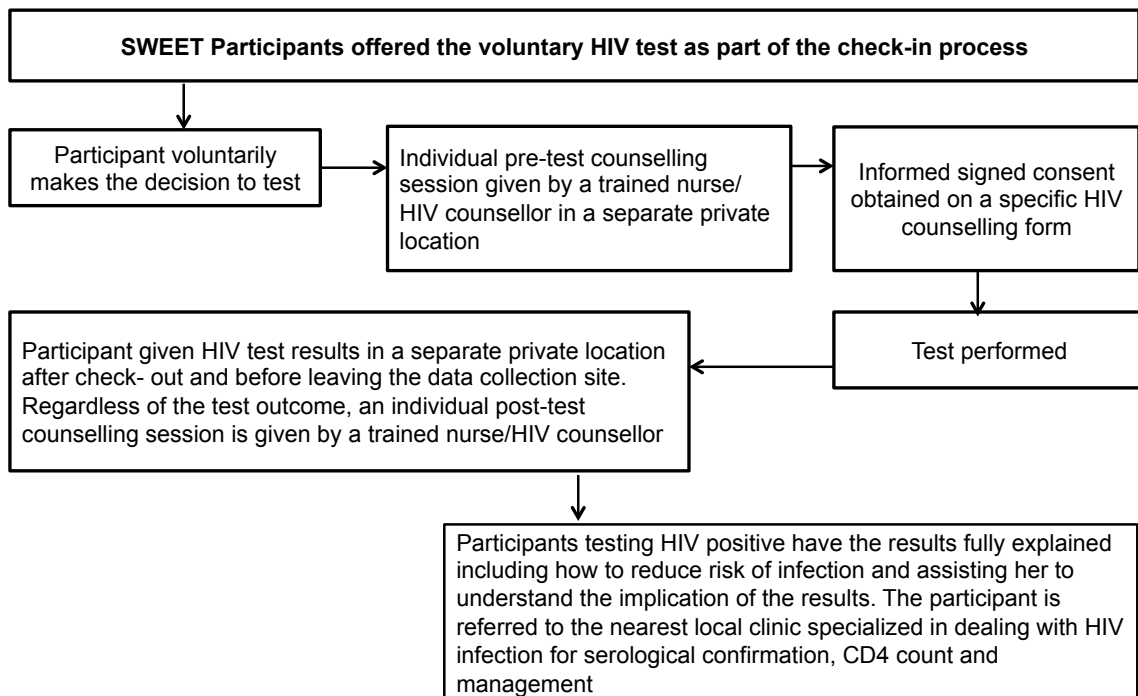 SWEET Participants offered the voluntary HIV test as part of the check-in process
Participant voluntarily
makes the decision to test
Individual pre-test counselling
session given by a trained nurse/
HIV counsellor in a separate private
location
Informed signed consent
obtained on a specific HIV
counselling form
Test performed
Participant given HIV test results in a separate private location
after check- out and before leaving the data collection site.
Regardless of the test outcome, an individual post-test
counselling session is given by a trained nurse/HIV counsellor
Participants testing HIV positive have the results fully explained
including how to reduce risk of infection and assisting her to
understand the implication of the results. The participant is
referred to the nearest local clinic specialized in dealing with HIV
infection for serological confirmation, CD4 count and
management